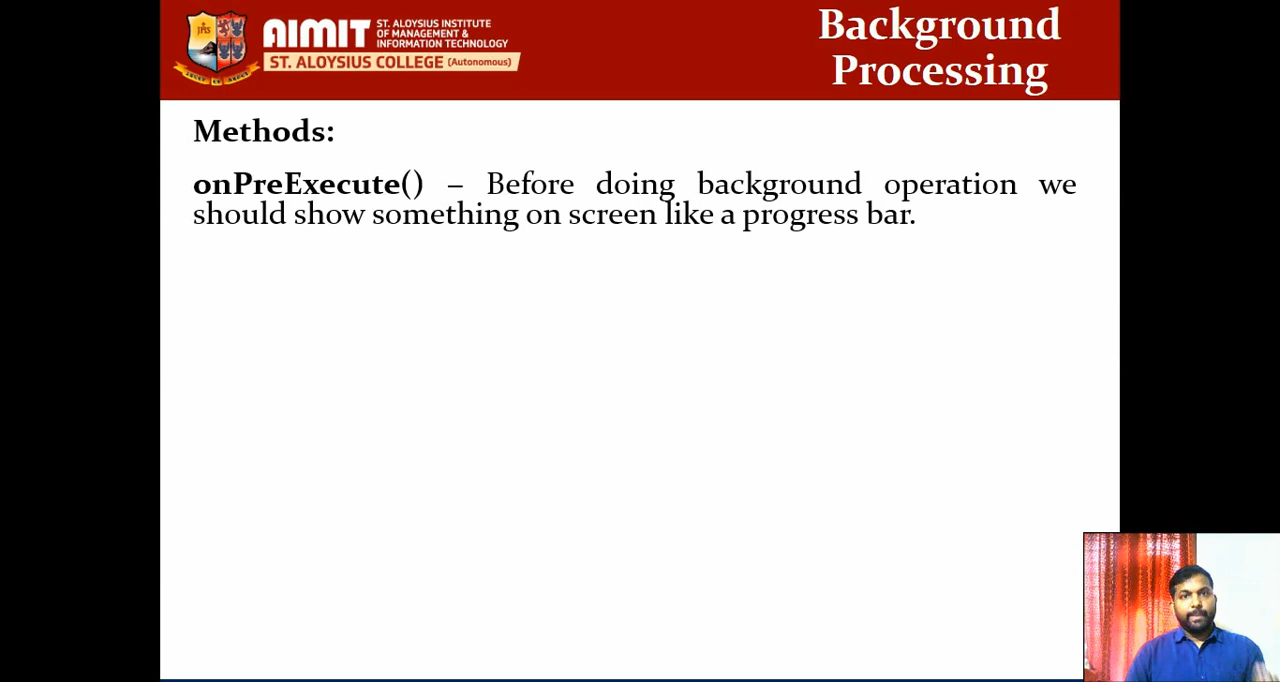 AIMIT
ST. ALOYSIUS INSTITUTE
OF MANAGEMENT &
INFORMATION TECHNOLOGY
ST. ALOYSIUS COLLEGE (Autonomous)
Background
Processing
Methods:
onPreExecute() – Before doing background operation we
should show something on screen like a progress bar.